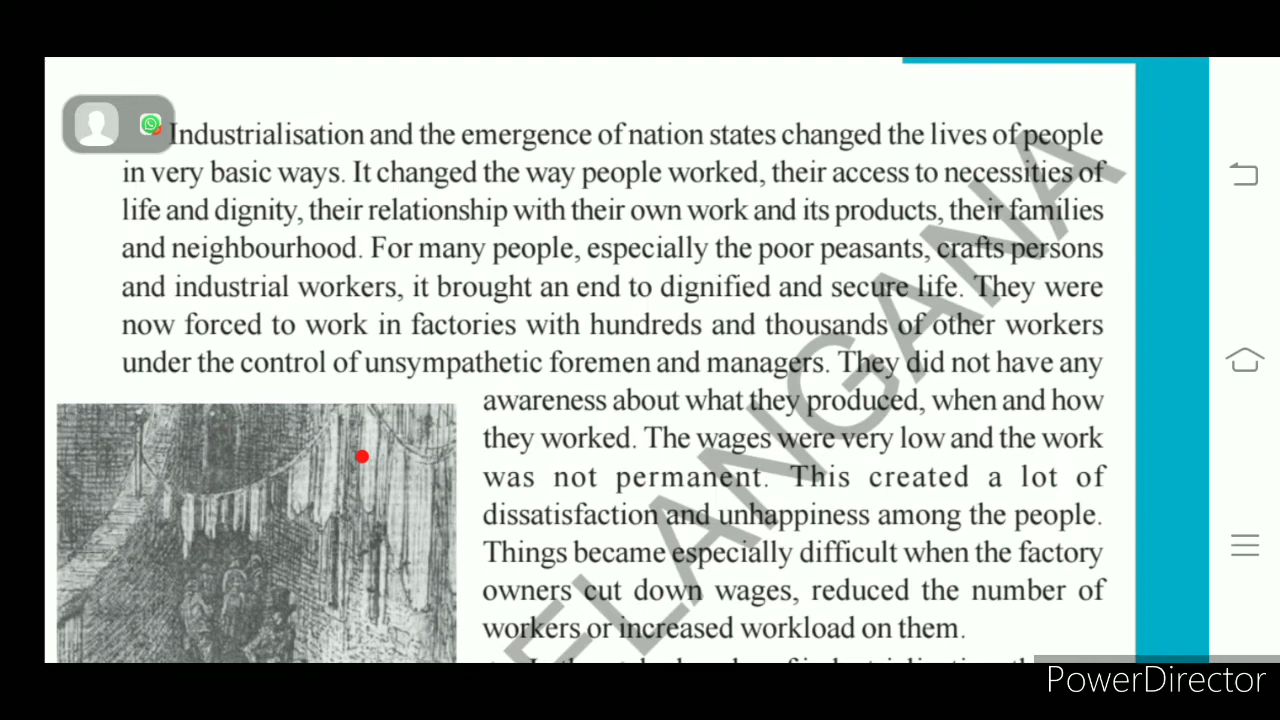 Industrialisation and the emergence of nation states changed the lives of people
in very basic ways. It changed the way people worked, their access to necessities of
life and dignity, their relationship with their own work and its products, their families
and neighbourhood. For many people, especially the poor peasants, crafts persons
and industrial workers, it brought an end to dignified and secure life. They were
now forced to work in factories with hundreds and thousands of other workers
under the control of unsympathetic foremen and managers. They did not have any
awareness about what they produced, when and how
they worked. The wages were very low and the work
was not permanent. This created a lot of
dissatisfaction and unhappiness among the people.
Things became especially difficult when the factory
owners cut down wages, reduced the number of
workers or increased workload on them.
ELANGANA
PowerDirector